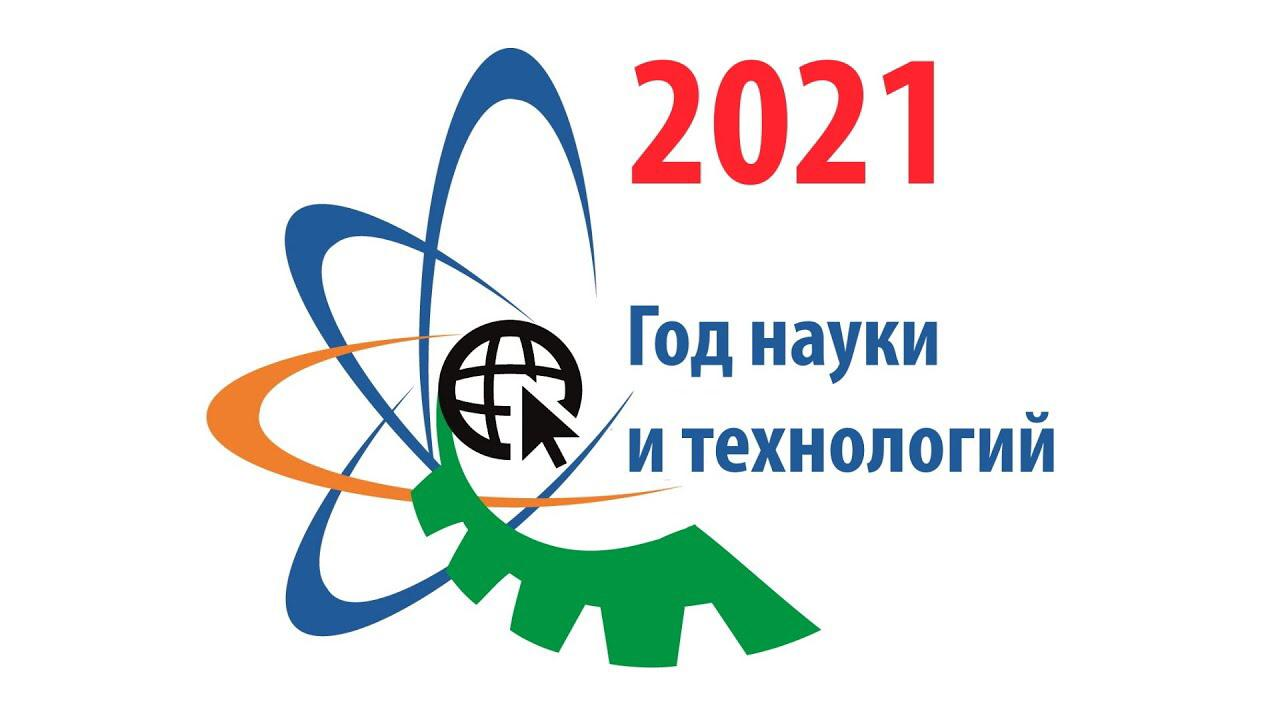 2021
Год науки
и технологий